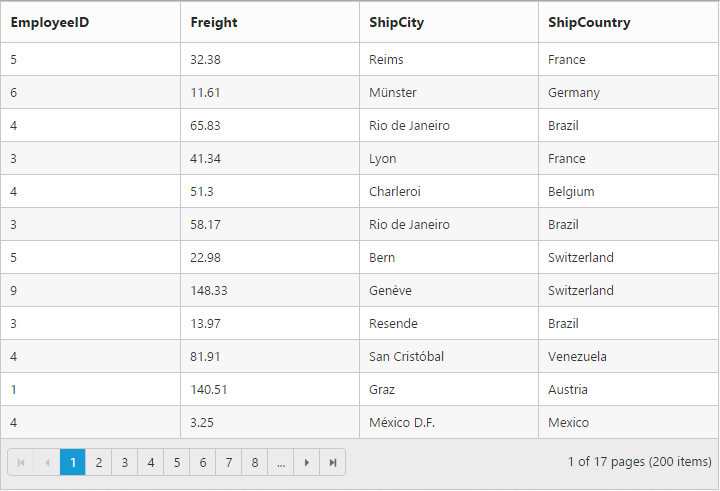 EmployeeID Freight ShipCity ShipCountry
5 32.38 Reims France
6 11.61 Münster Germany
4 65.83 Rio de Janeiro Brazil
3 41.34 Lyon France
4 51.3 Charleroi Belgium
3 58.17 Rio de Janeiro Brazil
5 22.98 Bern Switzerland
9 148.33 Genève Switzerland
3 13.97 Resende Brazil
4 81.91 San Cristóbal Venezuela
1 140.51 Graz Austria
4 3.25 México D.F. Mexico
1 2 3 4 5 6 7 8 ... 1 of 17 pages (200 items)